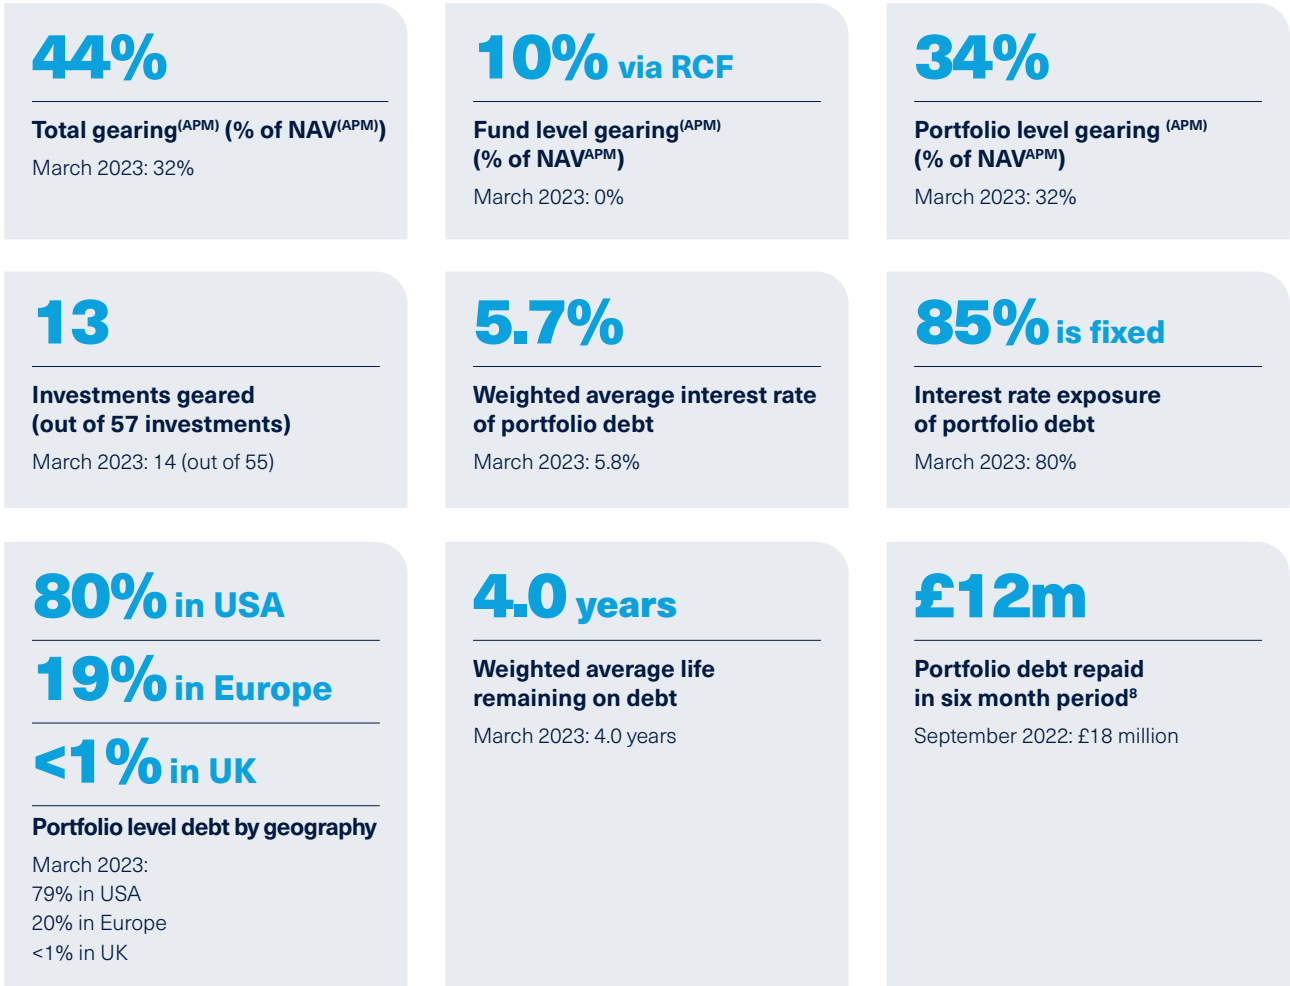 44%
Total gearing(APM) (% of NAV(APM))
March 2023: 32%
10% via RCF
Fund level gearing(APM)
(% of NAVAPM)
March 2023: 0%
34%
Portfolio level gearing (APM)
(% of NAVAPM)
March 2023: 32%
13
Investments geared
(out of 57 investments)
March 2023: 14 (out of 55)
5.7%
Weighted average interest rate
of portfolio debt
March 2023: 5.8%
85% is fixed
Interest rate exposure
of portfolio debt
March 2023: 80%
80% in USA
19% in Europe
<1% in UK
Portfolio level debt by geography
March 2023:
79% in USA
20% in Europe
<1% in UK
4.0 years
Weighted average life
remaining on debt
March 2023: 4.0 years
£12m
Portfolio debt repaid
in six month period8
September 2022: £18 million